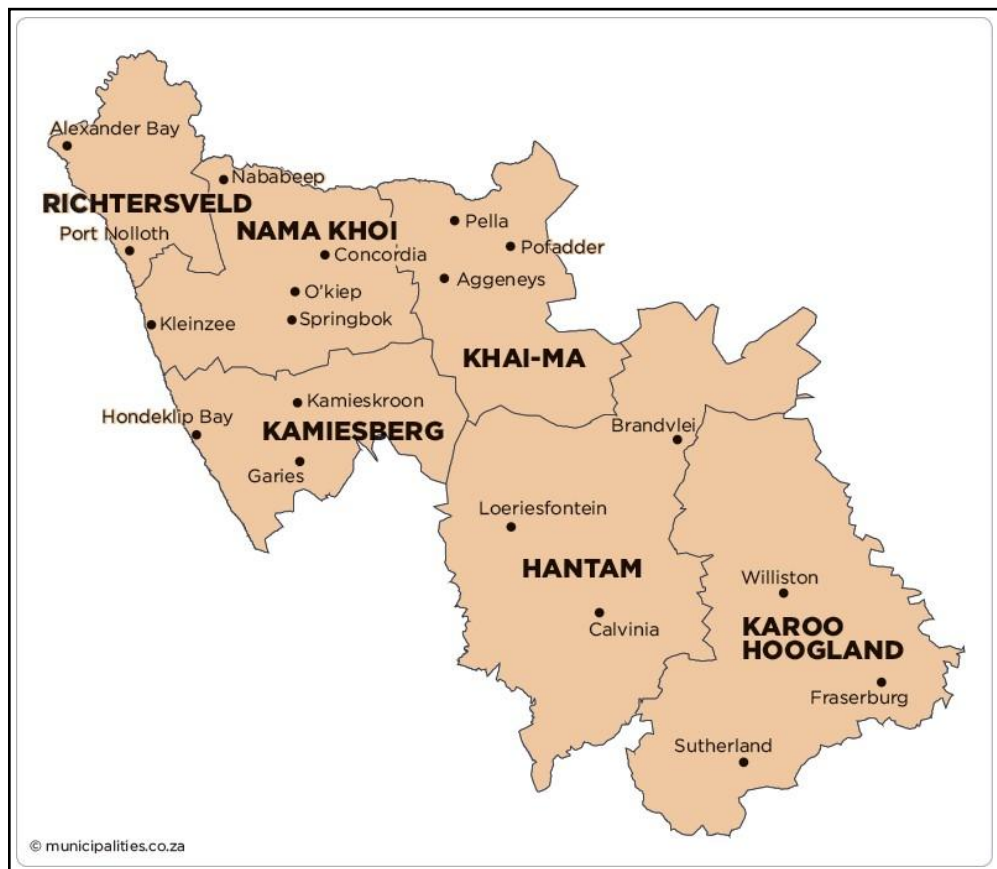 Alexander Bay
Nababeep
RICHTERSVELD
Pella
NAMA KHOI
Port Nolloth
Pofadder
Concordia
Aggeneys
O'kiep
Springbok
Kleinzee
KHAI-MA
Kamieskroon
Hondeklip Bay
Brandvlei
KAMIESBERG
Garies
Loeriesfontein
HANTAM
Williston
Calvinia
KAROO
HOOGLAND
Fraserburg
Sutherland
© municipalities.co.za